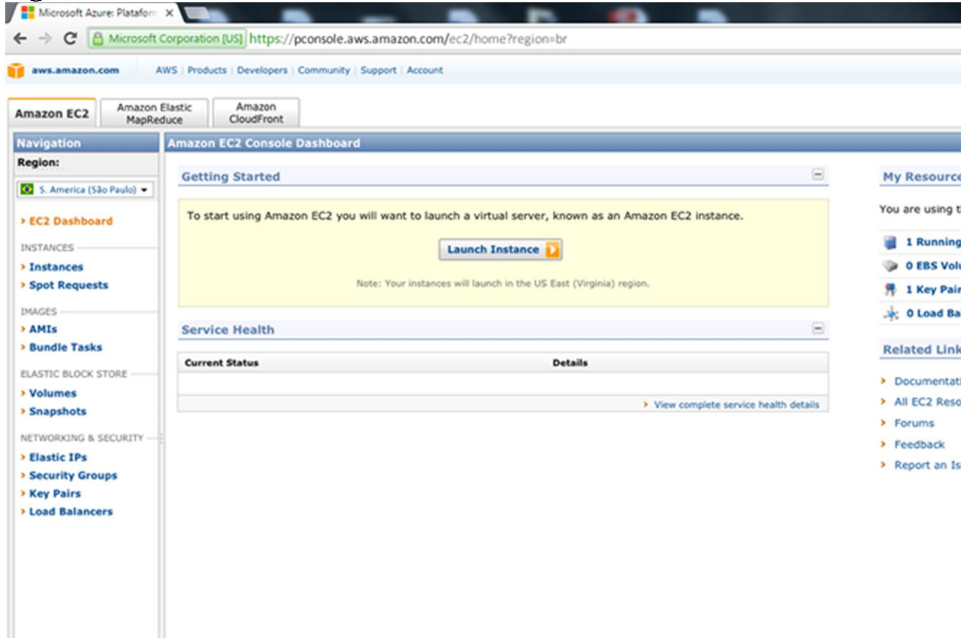 Microsoft Azure: Plataform
Microsoft Corporation [US] https://pconsole.aws.amazon.com/ec2/home?region=br
aws.amazon.com AWS | Products | Developers | Community | Support | Account
Amazon EC2
Amazon Elastic MapReduce
Amazon CloudFront
Navigation
Region:
S. America (São Paulo)
EC2 Dashboard
INSTANCES
Instances
Spot Requests
IMAGES
AMIs
Bundle Tasks
ELASTIC BLOCK STORE
Volumes
Snapshots
NETWORKING & SECURITY
Elastic IPs
Security Groups
Key Pairs
Load Balancers
Amazon EC2 Console Dashboard
Getting Started
To start using Amazon EC2 you will want to launch a virtual server, known as an Amazon EC2 instance.
Launch Instance
Note: Your instances will launch in the US East (Virginia) region.
Service Health
Current Status Details
View complete service health details
My Resource
You are using t
1 Running
0 EBS Volu
1 Key Pair
0 Load Ba
Related Link
Documentati
All EC2 Reso
Forums
Feedback
Report an Is